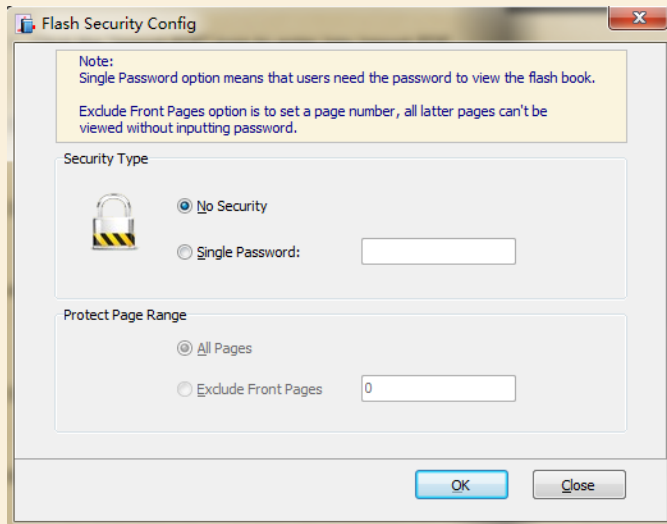 Flash Security Config
Note:
Single Password option means that users need the password to view the flash book.
Exclude Front Pages option is to set a page number, all latter pages can't be
viewed without inputting password.
Security Type
No Security
Single Password:
Protect Page Range
All Pages
Exclude Front Pages
0
OK
Close